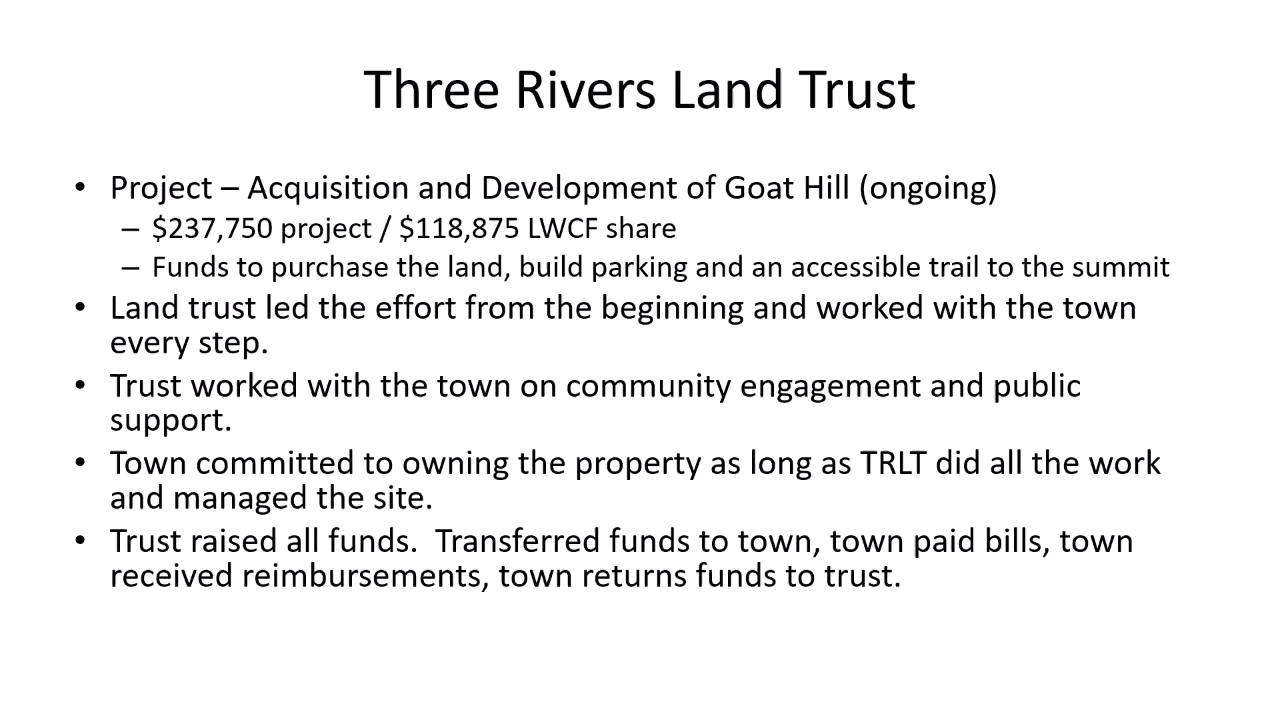 Three Rivers Land Trust
• Project – Acquisition and Development of Goat Hill (ongoing)
– $237,750 project / $118,875 LWCF share
– Funds to purchase the land, build parking and an accessible trail to the summit
• Land trust led the effort from the beginning and worked with the town
every step.
• Trust worked with the town on community engagement and public
support.
• Town committed to owning the property as long as TRLT did all the work
and managed the site.
• Trust raised all funds.  Transferred funds to town, town paid bills, town
received reimbursements, town returns funds to trust.